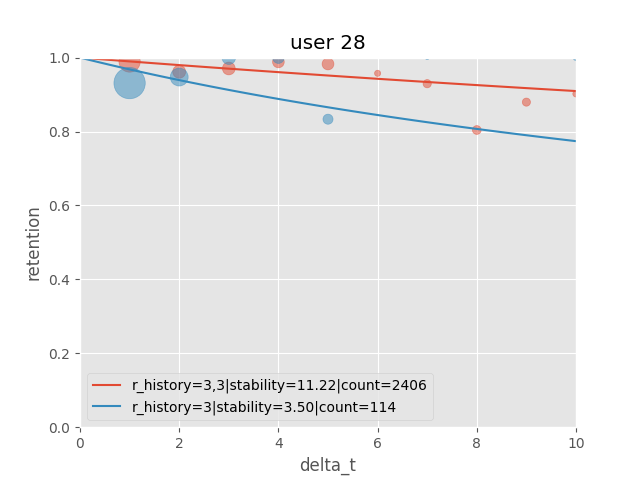 user 28
retention
1.0
0.8
0.6
0.4
0.2
0.0
r_history=3,3|stability=11.22|count=2406
r_history=3|stability=3.50|count=114
0 2 4 6 8 10
delta_t